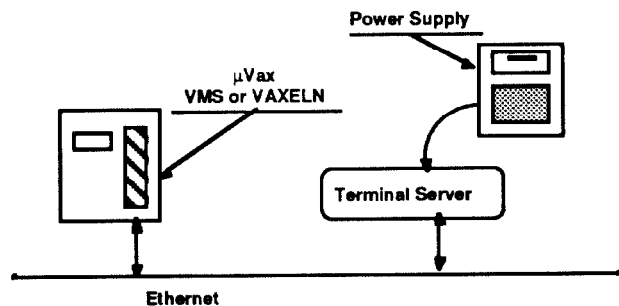 Power Supply
μVax
VMS or VAXELN
Terminal Server
Ethernet